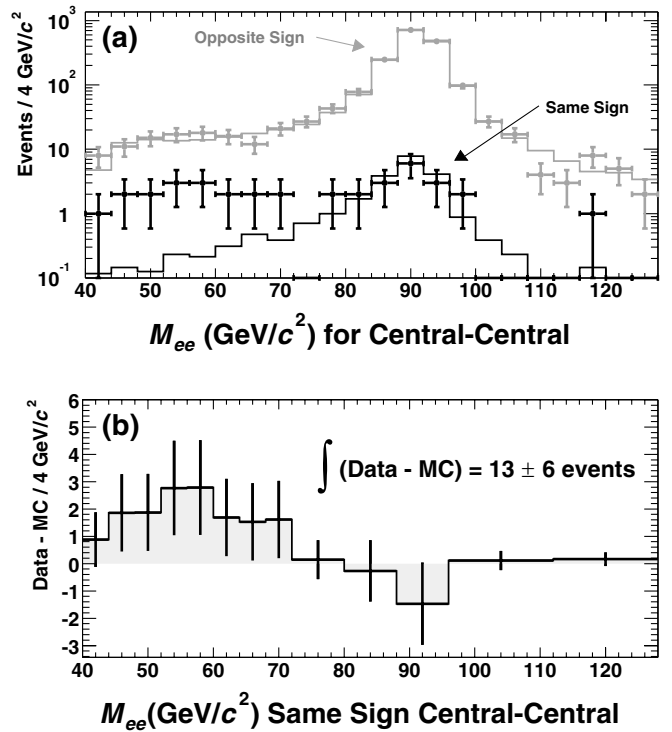 (a)
Opposite Sign
Same Sign
Events / 4 GeV/c²
10³
10²
10
1
10⁻¹
40 50 60 70 80 90 100 110 120
M_ee (GeV/c²) for Central-Central
(b)
∫ (Data - MC) = 13 ± 6 events
Data - MC / 4 GeV/c²
6
5
4
3
2
1
0
-1
-2
-3
40 50 60 70 80 90 100 110 120
M_ee(GeV/c²) Same Sign Central-Central